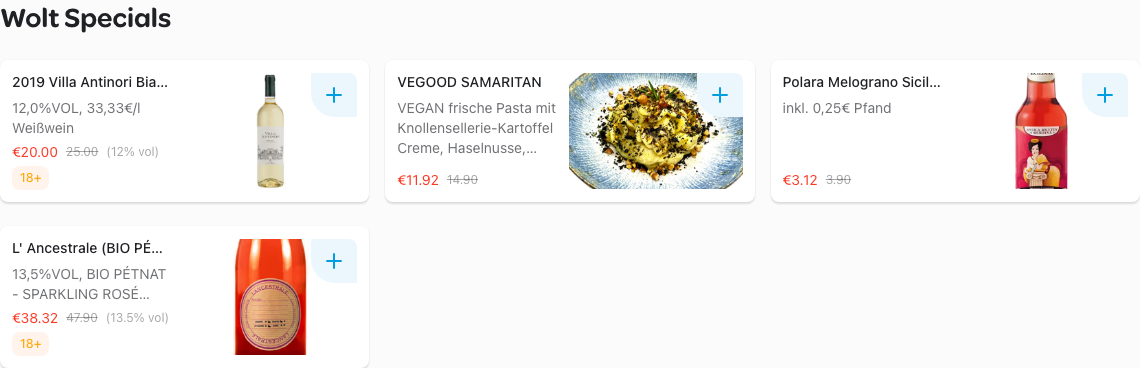 Wolt Specials
2019 Villa Antinori Bia...
12,0%VOL, 33,33€/l
Weißwein
€20.00 25.00 (12% vol)
18+
VEGOOD SAMARITAN
VEGAN frische Pasta mit
Knollensellerie-Kartoffel
Creme, Haselnusse,...
€11.92 14.90
Polara Melograno Sicil...
inkl. 0,25€ Pfand
€3.12 3.90
L' Ancestrale (BIO PÉ...
13,5%VOL, BIO PÉTNAT
- SPARKLING ROSÉ...
€38.32 47.90 (13.5% vol)
18+
L'ANCESTRALE